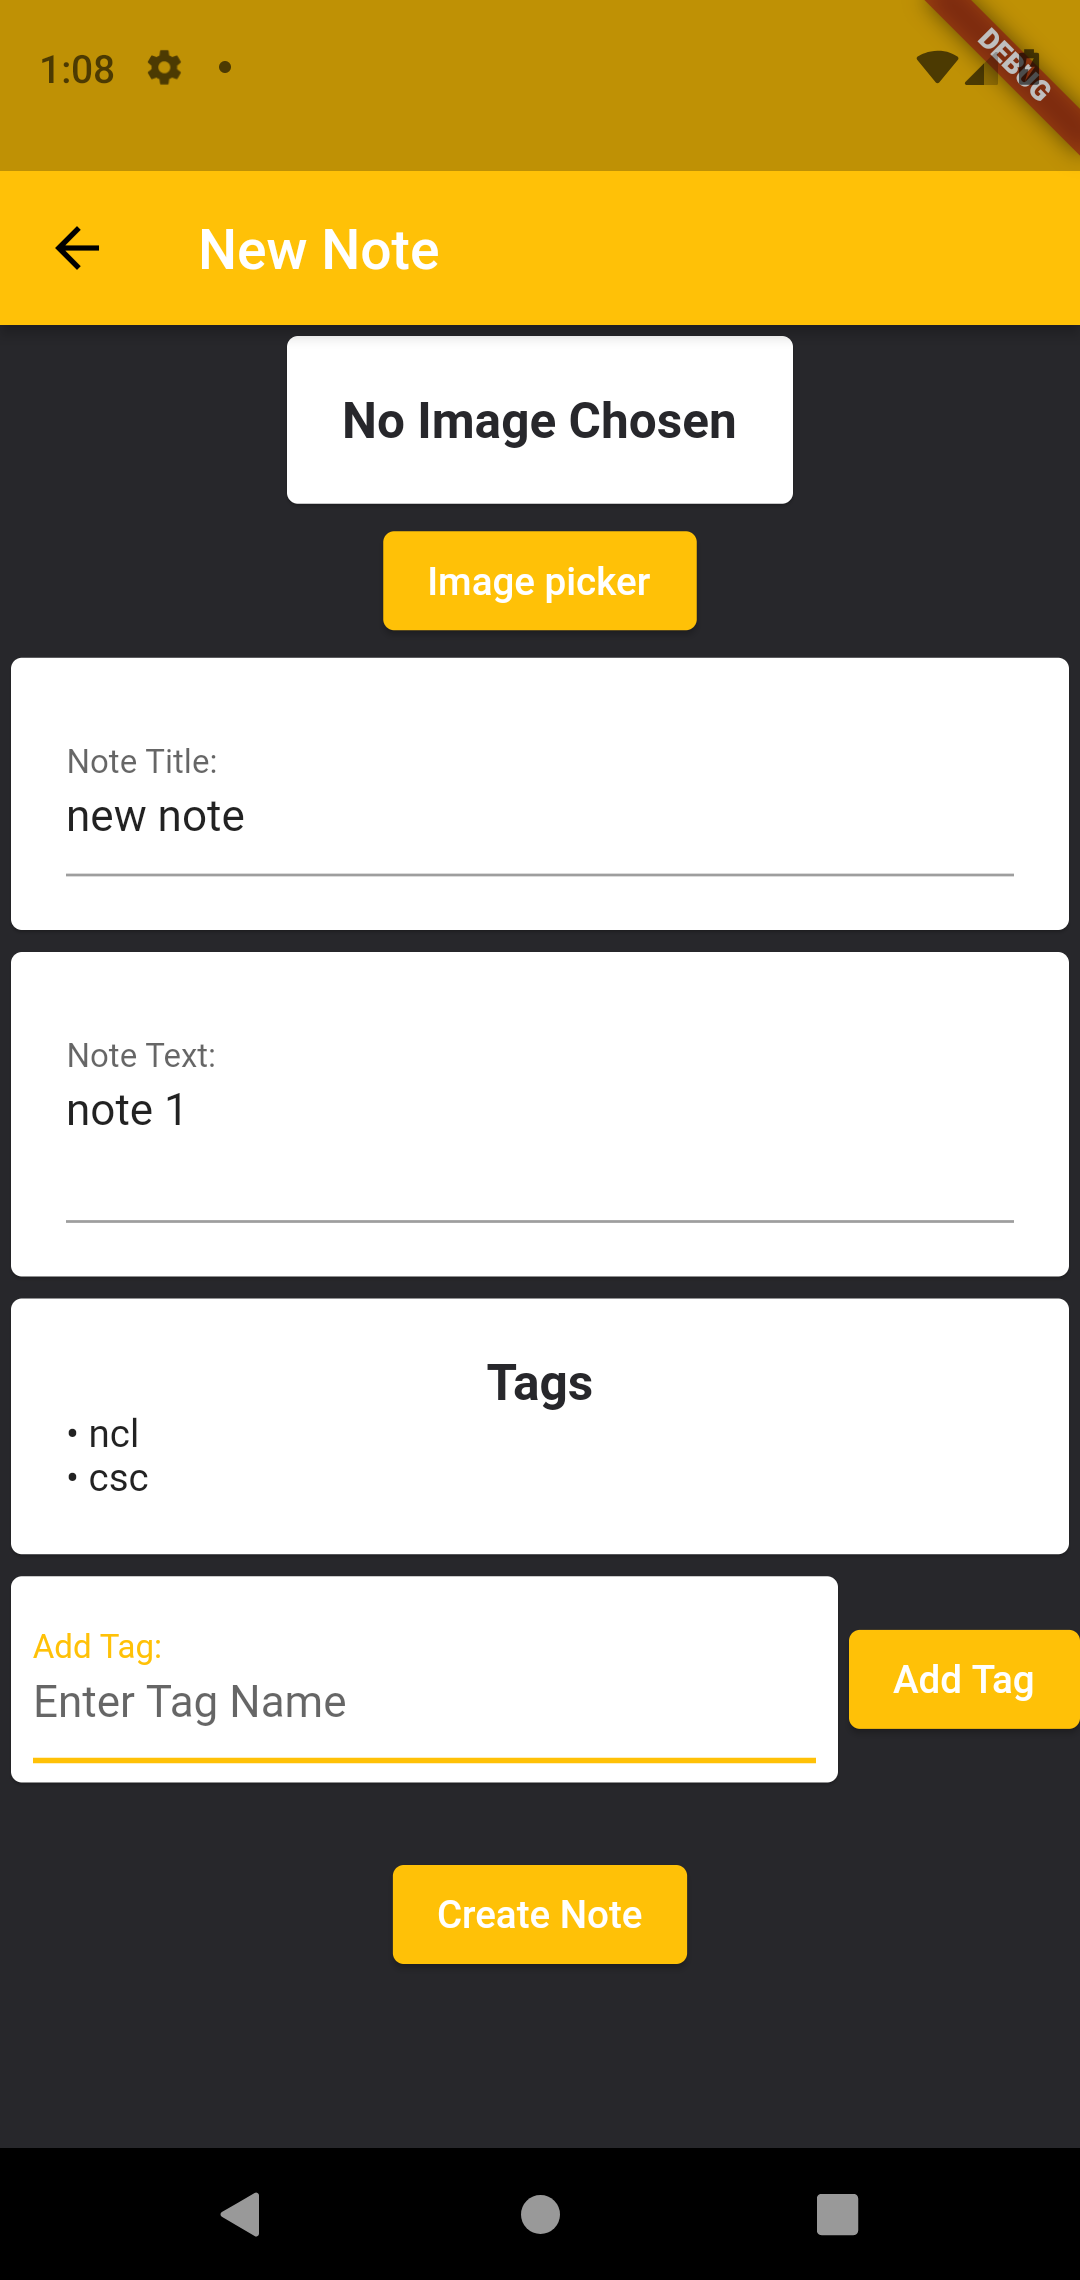 1:08
DEBUG
New Note
No Image Chosen
Image picker
Note Title:
new note
Note Text:
note 1
Tags
• ncl
• csc
Add Tag:
Enter Tag Name
Add Tag
Create Note